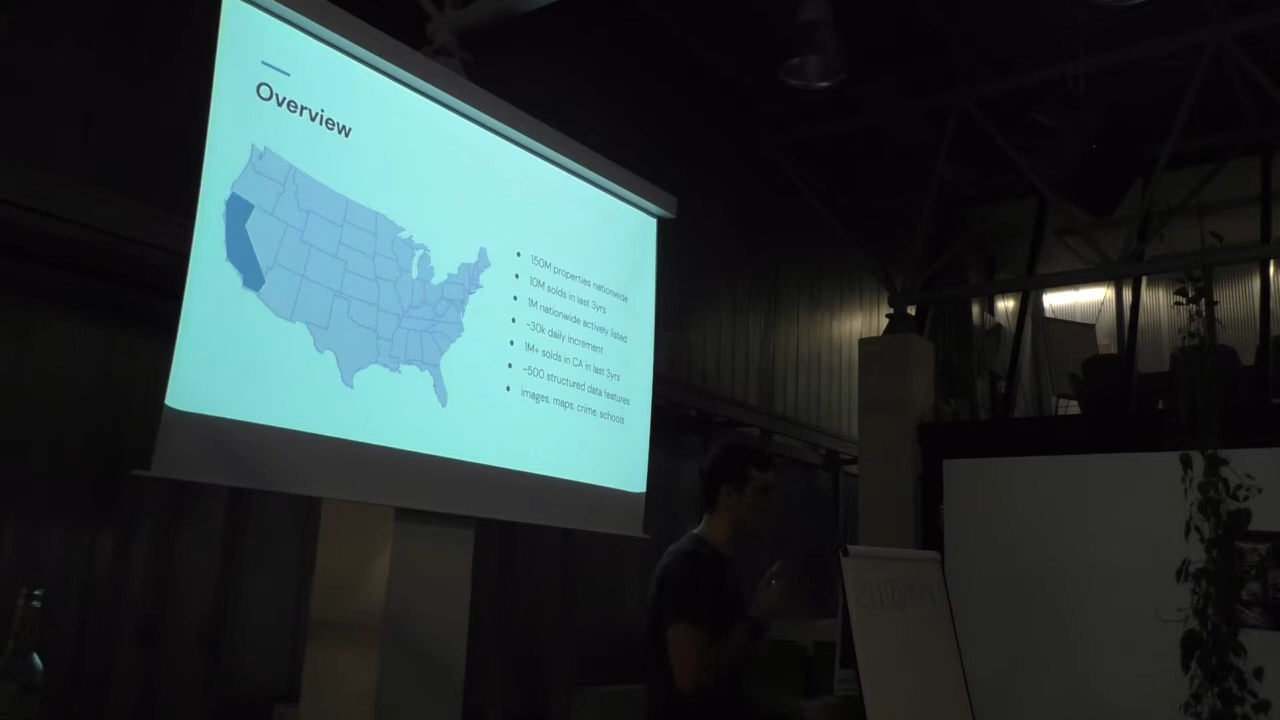 Overview
150M properties nationwide
10M solds in last 3yrs
1M nationwide actively listed
~30k daily increment
1M+ solds in CA in last 3yrs
~500 structured data features
images, maps, crime, schools